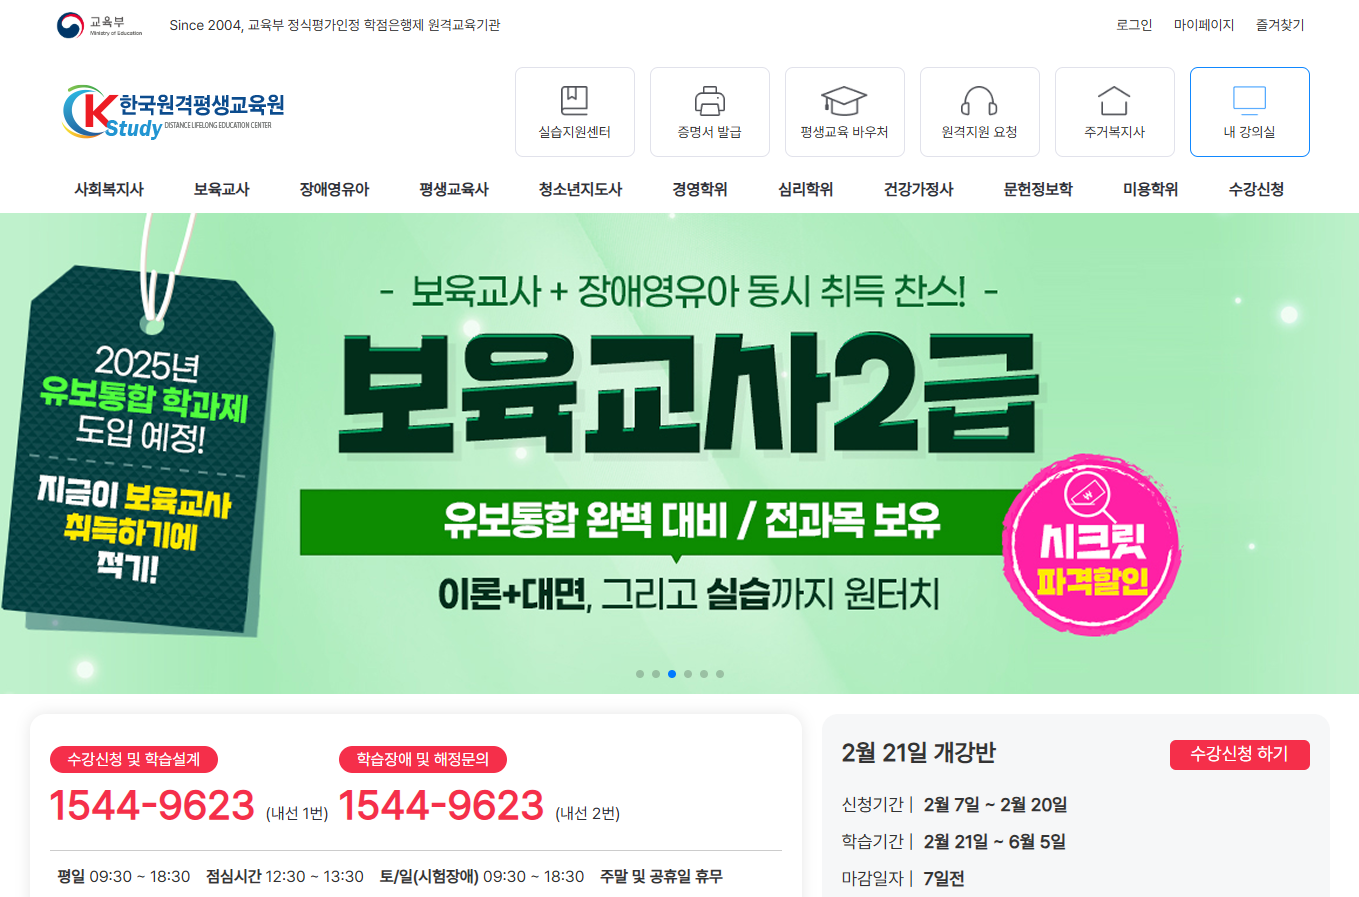 교육부
Ministry of Education
Since 2004, 교육부 정식평가인정 학점은행제 원격교육기관
로그인 마이페이지 즐겨찾기
K Study 한국원격평생교육원
DISTANCE LIFELONG EDUCATION CENTER
실습지원센터 증명서 발급 평생교육 바우처 원격지원 요청 주거복지사 내 강의실
사회복지사 보육교사 장애영유아 평생교육사 청소년지도사 경영학위 심리학위 건강가정사 문헌정보학 미용학위 수강신청
2025년
유보통합 학과제
도입 예정!
지금이 보육교사
취득하기에
적기!
- 보육교사 + 장애영유아 동시 취득 찬스! -
보육교사2급
유보통합 완벽 대비 / 전과목 보유
이론+대면, 그리고 실습까지 원터치
₩
시크릿
파격할인
수강신청 및 학습설계
1544-9623 (내선 1번)
학습장애 및 해정문의
1544-9623 (내선 2번)
평일 09:30 ~ 18:30 점심시간 12:30 ~ 13:30 토/일(시험장애) 09:30 ~ 18:30 주말 및 공휴일 휴무
2월 21일 개강반
수강신청 하기
신청기간 | 2월 7일 ~ 2월 20일
학습기간 | 2월 21일 ~ 6월 5일
마감일자 | 7일전